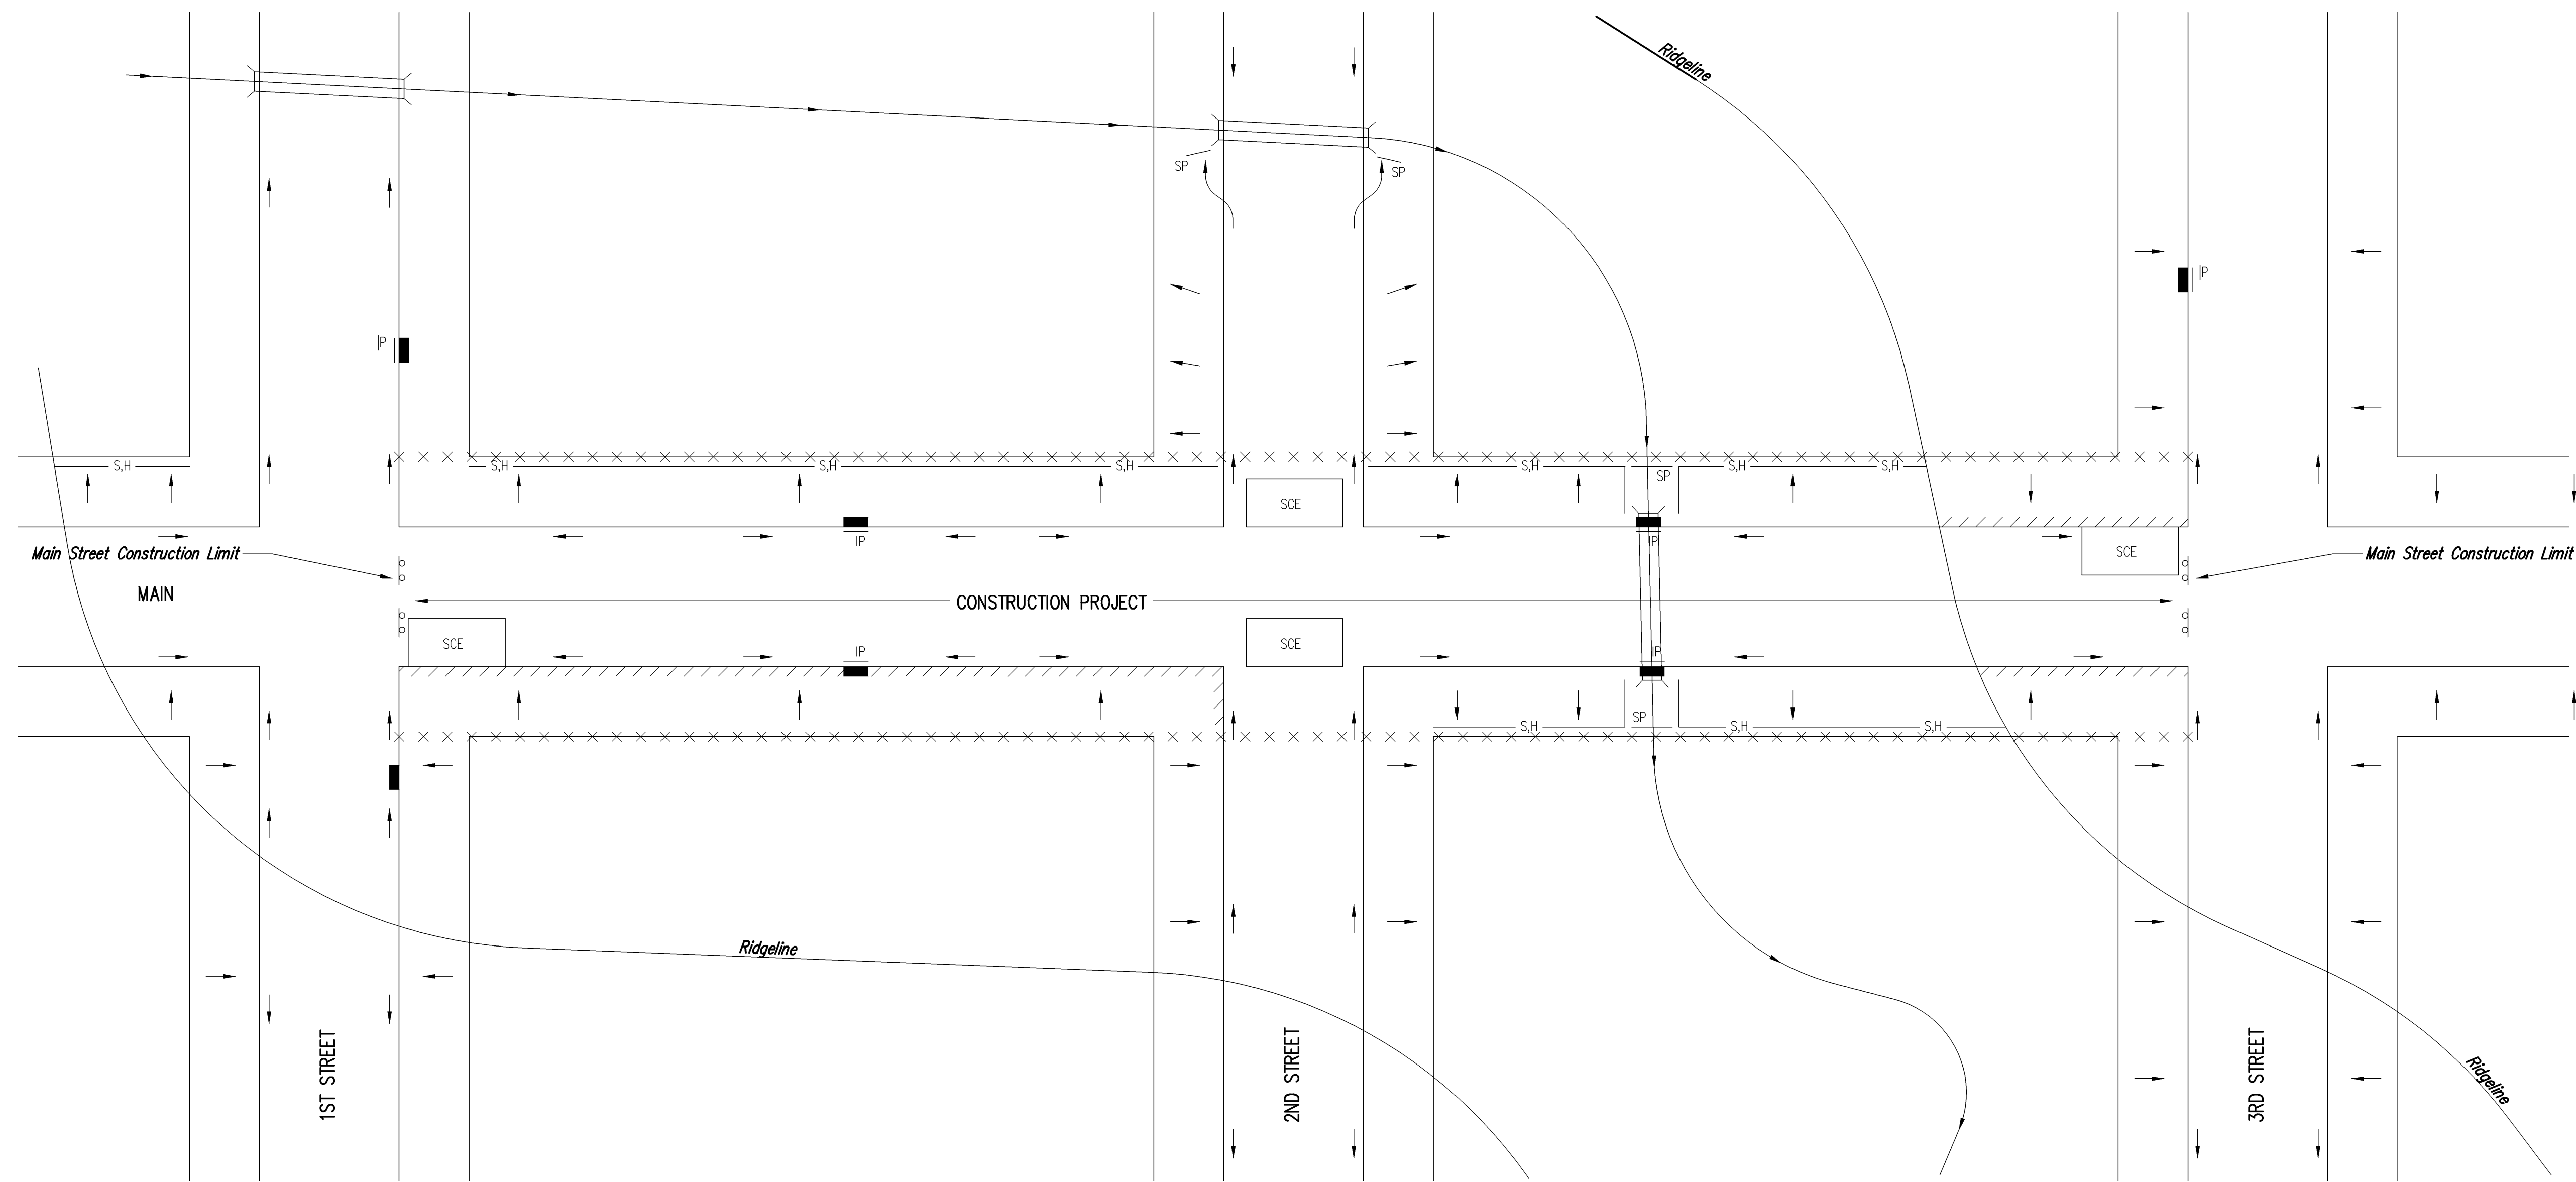 Ridgeline
SP
SP
IP
IP
S,H
S,H
S,H
S,H
S,H
SP
S,H
S,H
SCE
IP
IP
Main Street Construction Limit
SCE
Main Street Construction Limit
MAIN
CONSTRUCTION PROJECT
SCE
SCE
IP
IP
SP
S,H
S,H
S,H
Ridgeline
1ST STREET
2ND STREET
3RD STREET
Ridgeline